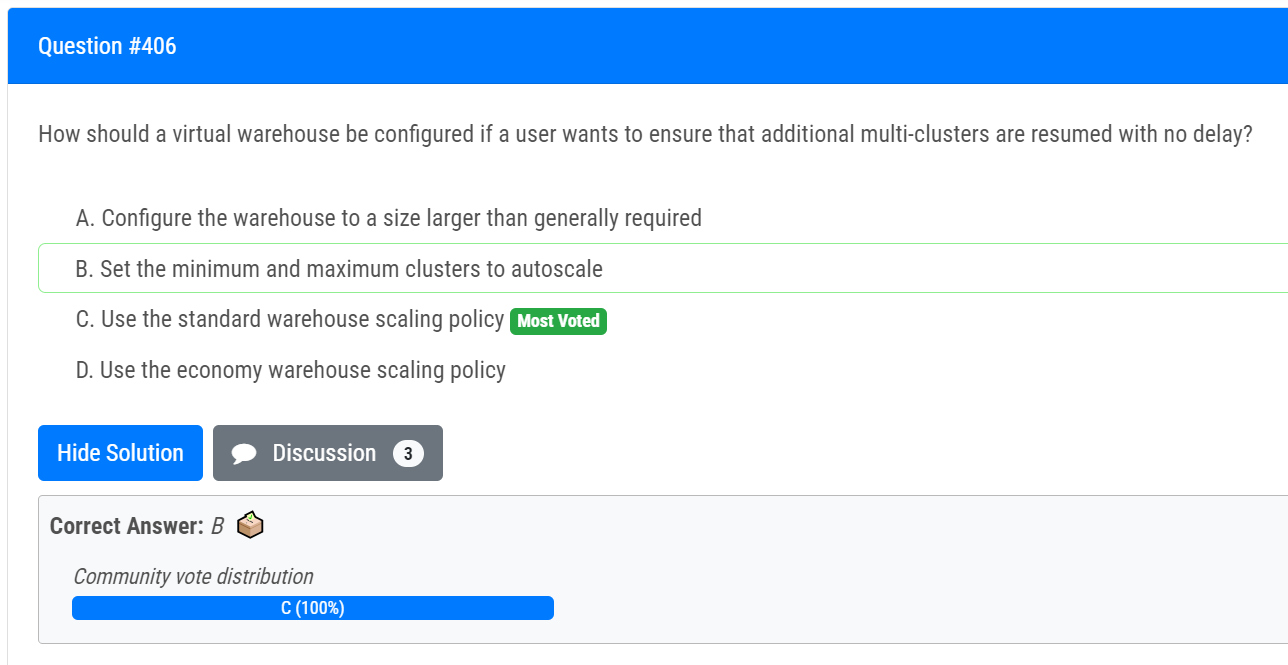 Question #406
How should a virtual warehouse be configured if a user wants to ensure that additional multi-clusters are resumed with no delay?
A. Configure the warehouse to a size larger than generally required
B. Set the minimum and maximum clusters to autoscale
C. Use the standard warehouse scaling policy Most Voted
D. Use the economy warehouse scaling policy
Hide Solution Discussion 3
Correct Answer: B
Community vote distribution
C (100%)